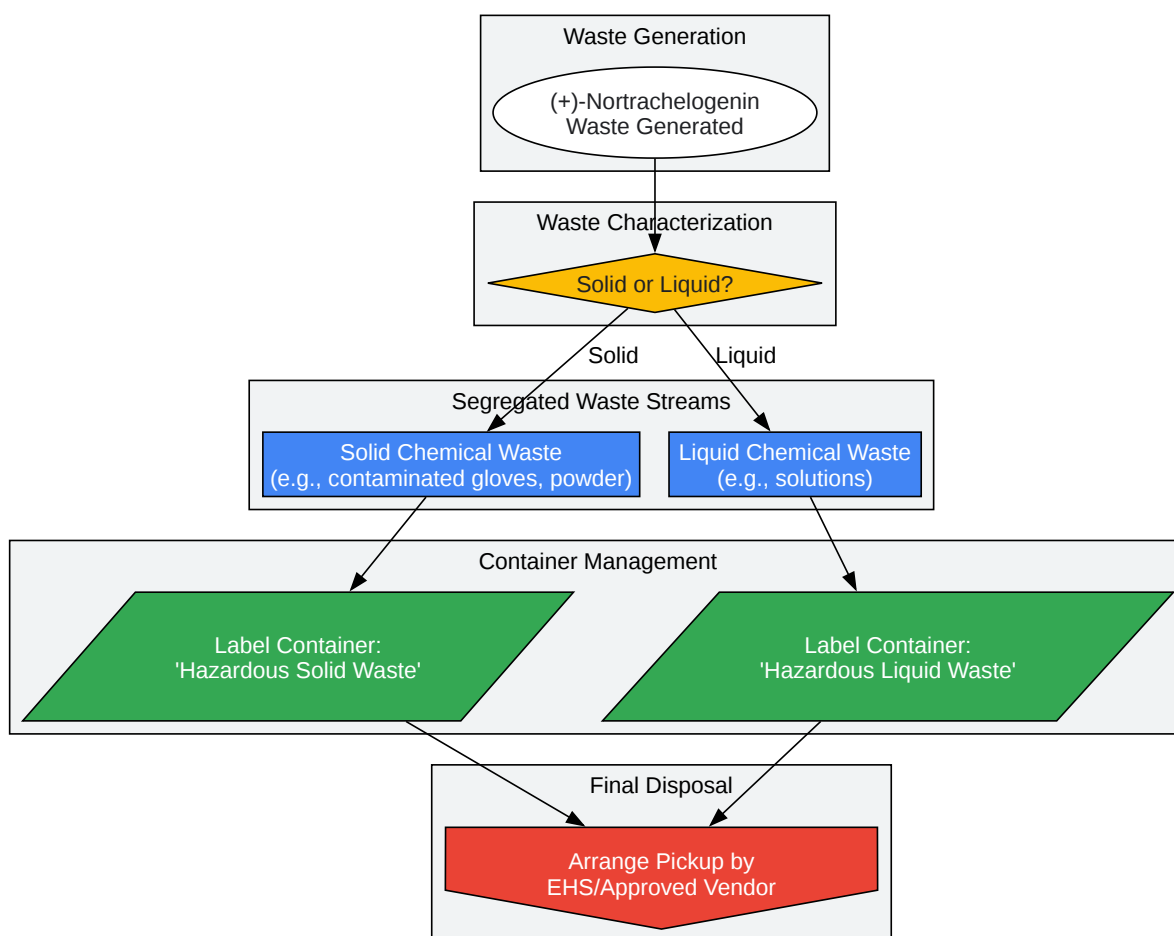 Waste Generation
(+)-Nortrachelogenin
Waste Generated
Waste Characterization
Solid or Liquid?
Solid
Liquid
Segregated Waste Streams
Solid Chemical Waste
(e.g., contaminated gloves, powder)
Liquid Chemical Waste
(e.g., solutions)
Container Management
Label Container:
'Hazardous Solid Waste'
Label Container:
'Hazardous Liquid Waste'
Final Disposal
Arrange Pickup by
EHS/Approved Vendor